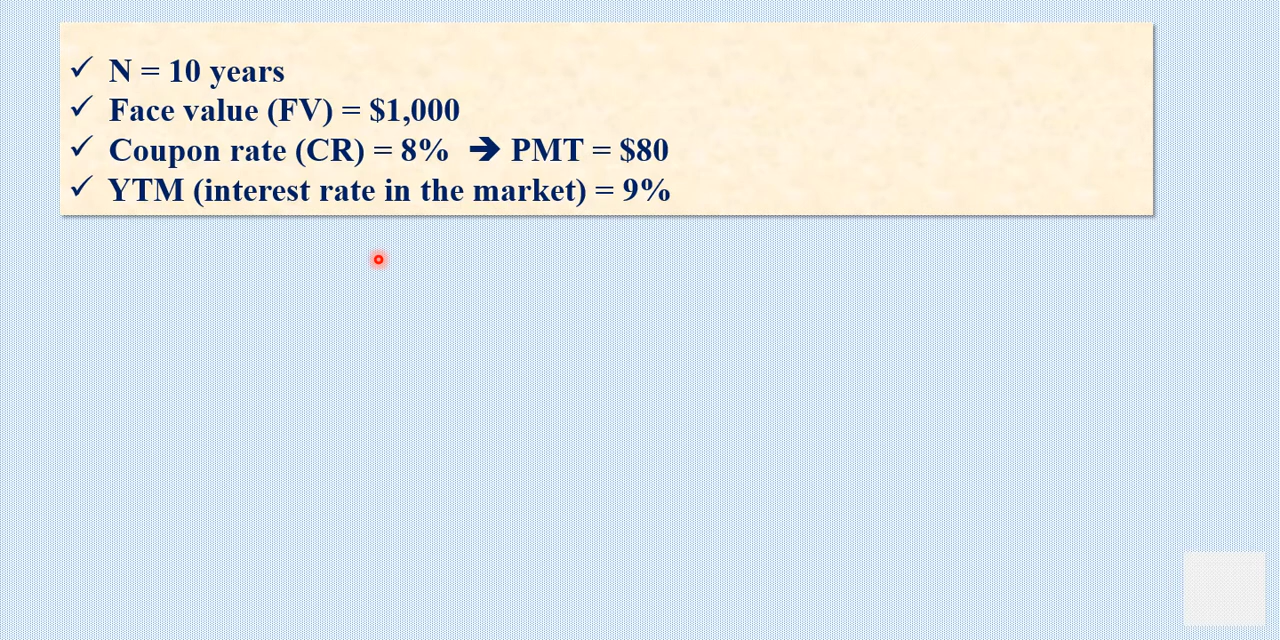 ✓ N = 10 years
✓ Face value (FV) = $1,000
✓ Coupon rate (CR) = 8% ➔ PMT = $80
✓ YTM (interest rate in the market) = 9%